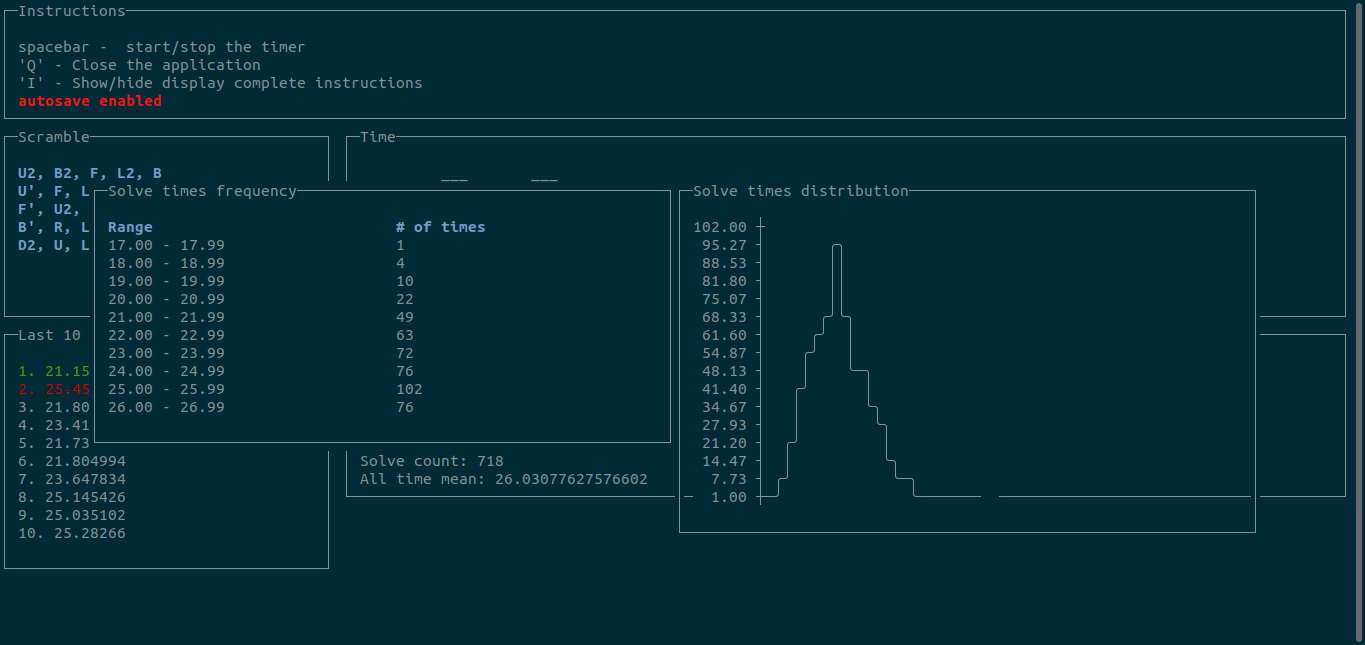 Instructions
spacebar -  start/stop the timer
'Q' - Close the application
'I' - Show/hide display complete instructions
autosave enabled
Scramble
U2, B2, F, L2, B
U', F, L
F', U2,
B', R, L
D2, U, L
Time
Solve times frequency
Range # of times
17.00 - 17.99 1
18.00 - 18.99 4
19.00 - 19.99 10
20.00 - 20.99 22
21.00 - 21.99 49
22.00 - 22.99 63
23.00 - 23.99 72
24.00 - 24.99 76
25.00 - 25.99 102
26.00 - 26.99 76
Solve times distribution
102.00
95.27
88.53
81.80
75.07
68.33
61.60
54.87
48.13
41.40
34.67
27.93
21.20
14.47
7.73
1.00
Last 10
1. 21.15
2. 25.45
3. 21.80
4. 23.41
5. 21.73
6. 21.804994
7. 23.647834
8. 25.145426
9. 25.035102
10. 25.28266
Solve count: 718
All time mean: 26.03077627576602